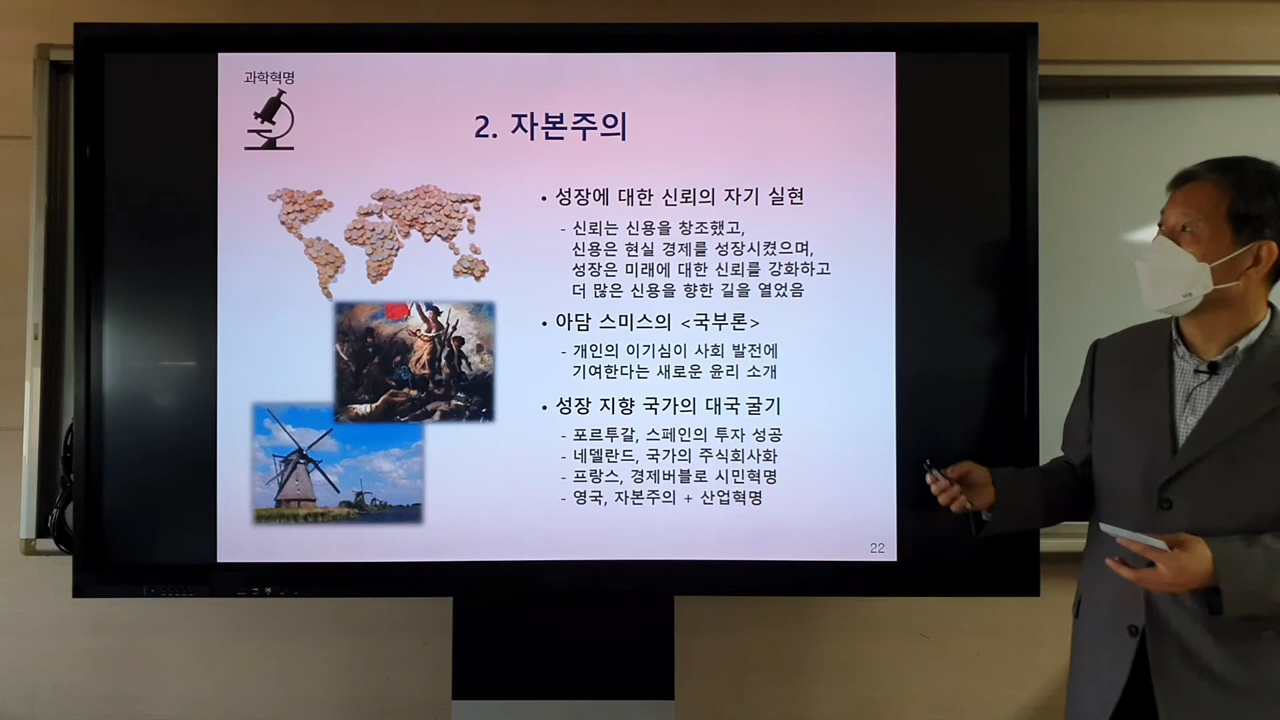 과학혁명
2. 자본주의
• 성장에 대한 신뢰의 자기 실현
- 신뢰는 신용을 창조했고,
신용은 현실 경제를 성장시켰으며,
성장은 미래에 대한 신뢰를 강화하고
더 많은 신용을 향한 길을 열었음
• 아담 스미스의 <국부론>
- 개인의 이기심이 사회 발전에
기여한다는 새로운 윤리 소개
• 성장 지향 국가의 대국 굴기
- 포르투갈, 스페인의 투자 성공
- 네델란드, 국가의 주식회사화
- 프랑스, 경제버블로 시민혁명
- 영국, 자본주의 + 산업혁명
22